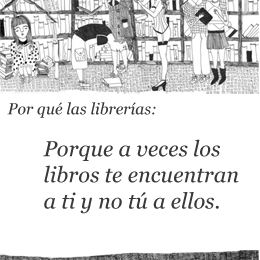 Por qué las librerías:
Porque a veces los
libros te encuentran
a ti y no tú a ellos.